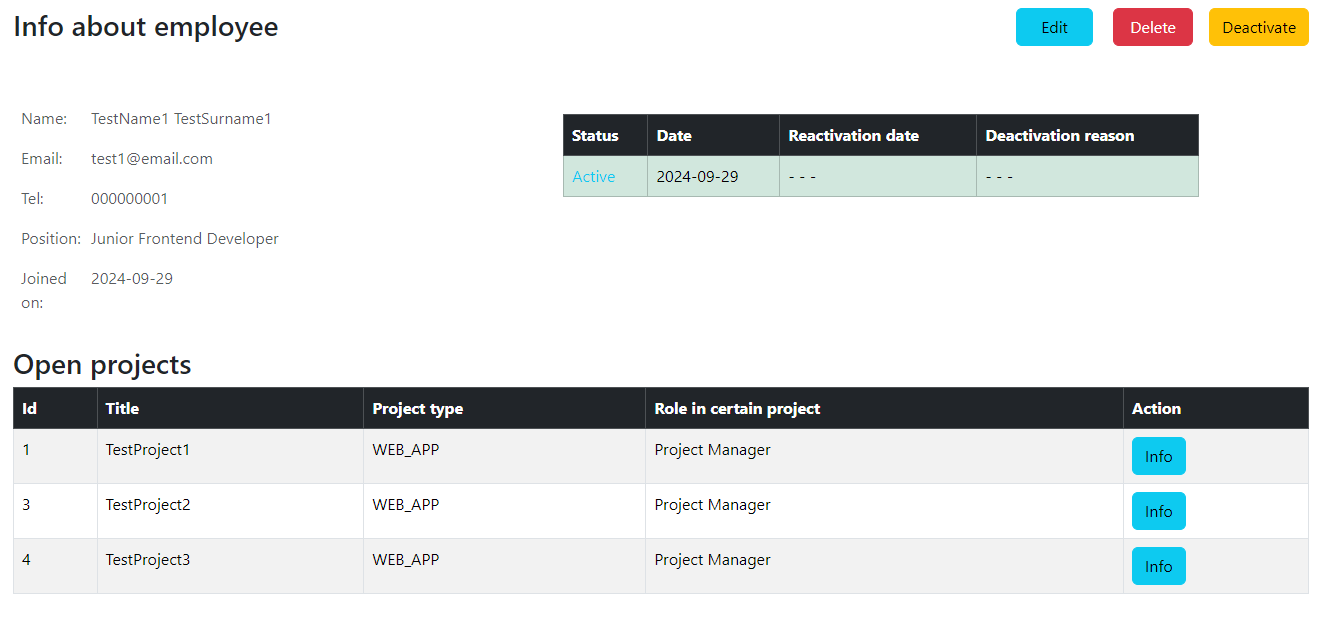 Info about employee
Edit Delete Deactivate
Name: TestName1 TestSurname1
Email: test1@email.com
Tel: 000000001
Position: Junior Frontend Developer
Joined on: 2024-09-29
Status Date Reactivation date Deactivation reason
Active 2024-09-29 - - - - - -
Open projects
Id Title Project type Role in certain project Action
1 TestProject1 WEB_APP Project Manager Info
3 TestProject2 WEB_APP Project Manager Info
4 TestProject3 WEB_APP Project Manager Info